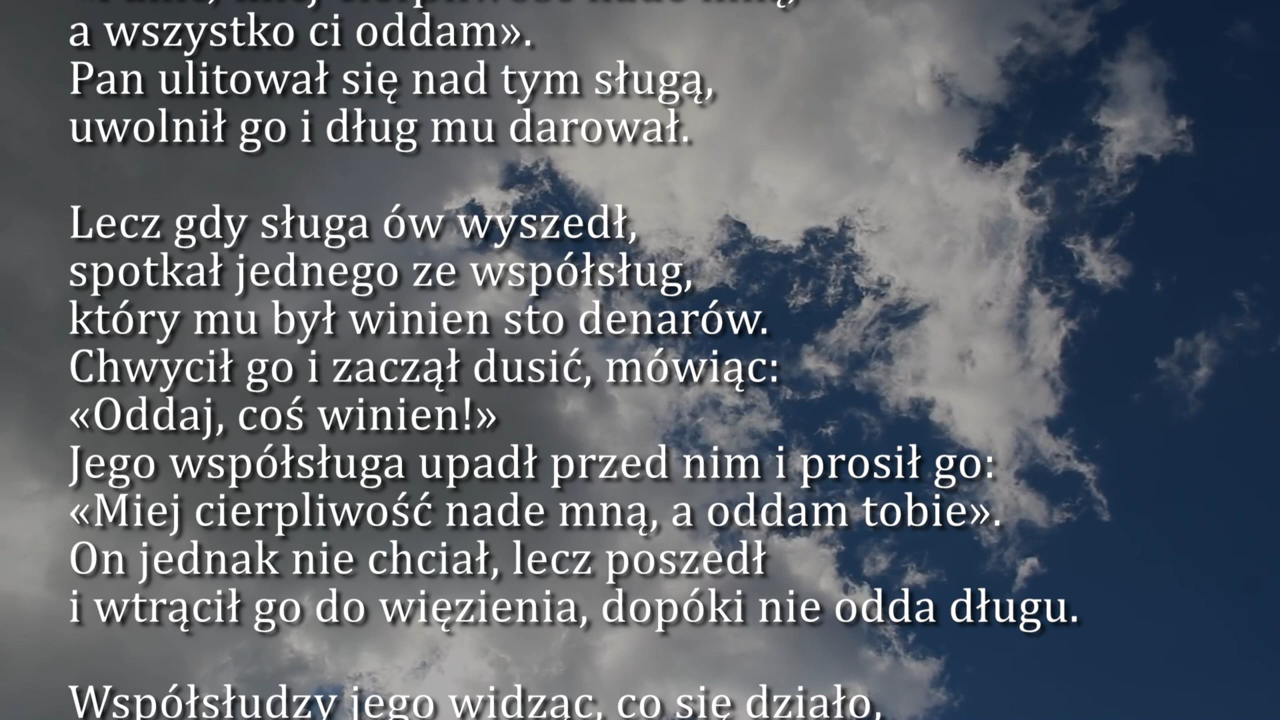 a wszystko ci oddam».
Pan ulitował się nad tym sługą,
uwolnił go i dług mu darował.
Lecz gdy sługa ów wyszedł,
spotkał jednego ze współsług,
który mu był winien sto denarów.
Chwycił go i zaczął dusić, mówiąc:
«Oddaj, coś winien!»
Jego współsługa upadł przed nim i prosił go:
«Miej cierpliwość nade mną, a oddam tobie».
On jednak nie chciał, lecz poszedł
i wtrącił go do więzienia, dopóki nie odda długu.
Współsłudzy jego widząc, co się działo,